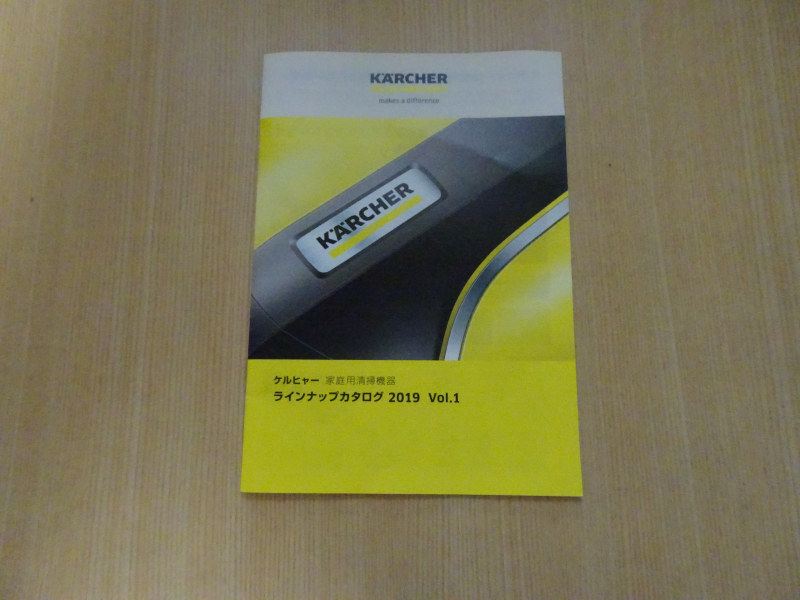 KÄRCHER
makes a difference
KÄRCHER
ケルヒャー 家庭用清掃機器
ラインナップカタログ 2019 Vol.1